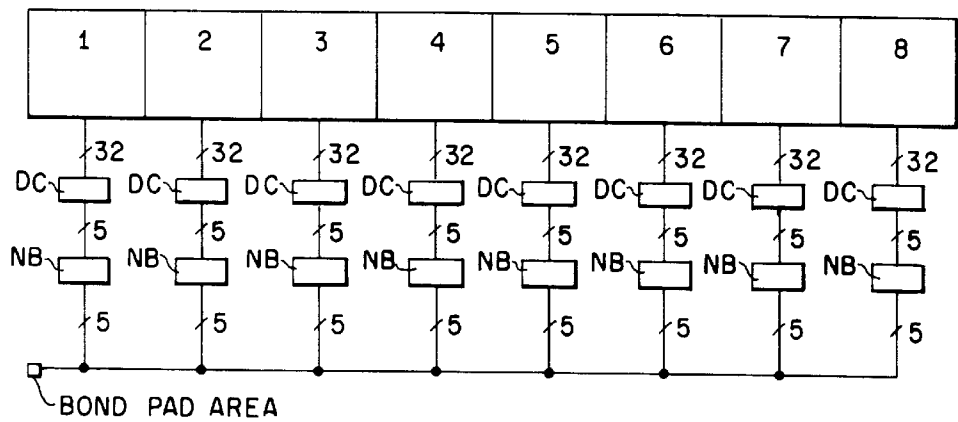 1 2 3 4 5 6 7 8
32 32 32 32 32 32 32 32
DC DC DC DC DC DC DC DC
5 5 5 5 5 5 5 5
NB NB NB NB NB NB NB NB
5 5 5 5 5 5 5 5
BOND PAD AREA